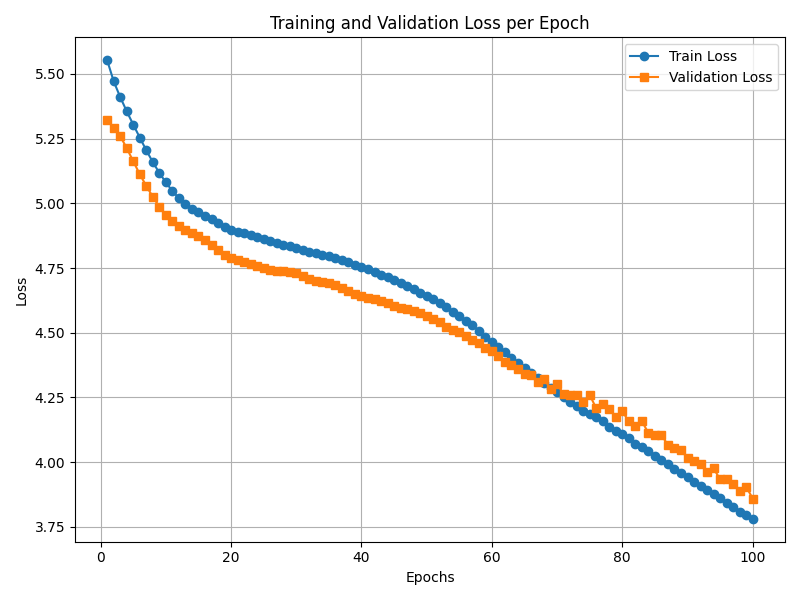 Training and Validation Loss per Epoch
Train Loss
Validation Loss
5.50
5.25
5.00
4.75
4.50
4.25
4.00
3.75
Loss
0 20 40 60 80 100
Epochs